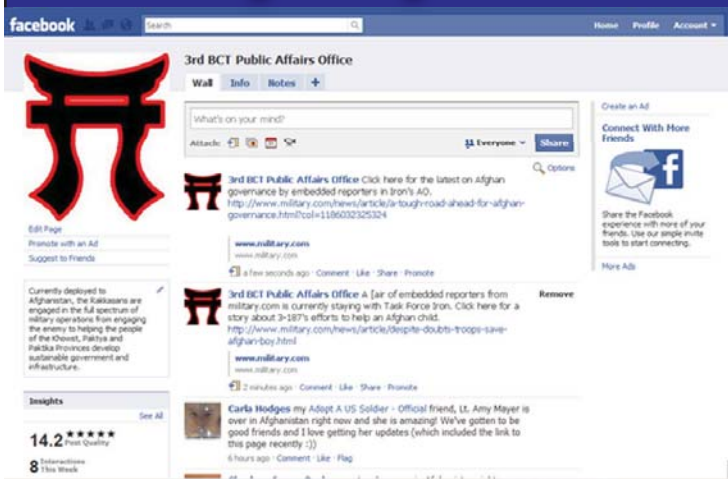 facebook
Search
Home Profile Account
3rd BCT Public Affairs Office
Wall Info Notes +
What's on your mind?
Attach:
Everyone Share
Options
3rd BCT Public Affairs Office Click here for the latest on Afghan
governance by embedded reporters in Iron's AO.
http://www.military.com/news/article/a-tough-road-ahead-for-afghan-
governance.html?col=1186032325324
www.military.com
www.military.com
a few seconds ago · Comment · Like · Share · Promote
3rd BCT Public Affairs Office A [air of embedded reporters from
military.com is currently staying with Task Force Iron. Click here for a
story about 3-187's efforts to help an Afghan child.
http://www.military.com/news/article/despite-doubts-troops-save-
afghan-boy.html
Remove
www.military.com
www.military.com
2 minutes ago · Comment · Like · Share · Promote
Carla Hodges my Adopt A US Soldier - Official friend, Lt. Amy Mayer is
over in Afghanistan right now and she is amazing! We've gotten to be
good friends and I love getting her updates (which included the link to
this page recently :))
6 hours ago · Comment · Like · Flag
Edit Page
Promote with an Ad
Suggest to Friends
Currently deployed to
Afghanistan, the Rakkasans are
engaged in the full spectrum of
military operations from engaging
the enemy to helping the people
of the Khowst, Paktya and
Paktika Provinces develop
sustainable government and
infrastructure.
Insights
See All
14.2 Post Quality
8 Interactions
This Week
Create an Ad
Connect With More
Friends
Share the Facebook
experience with more of your
friends. Use our simple invite
tools to start connecting.
More Ads